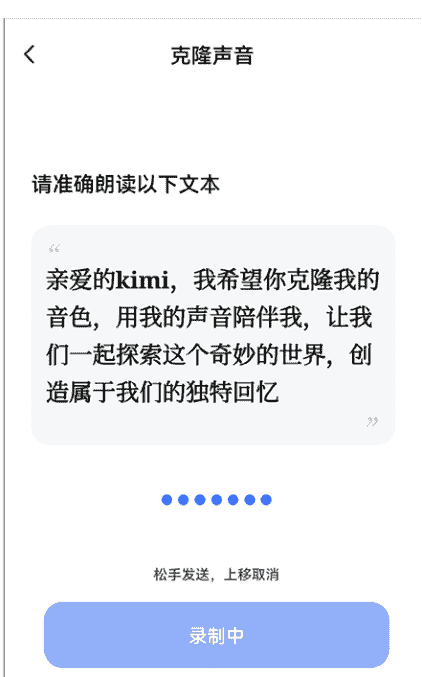 克隆声音
请准确朗读以下文本
“
亲爱的kimi，我希望你克隆我的
音色，用我的声音陪伴我，让我
们一起探索这个奇妙的世界，创
造属于我们的独特回忆
”
松手发送，上移取消
录制中